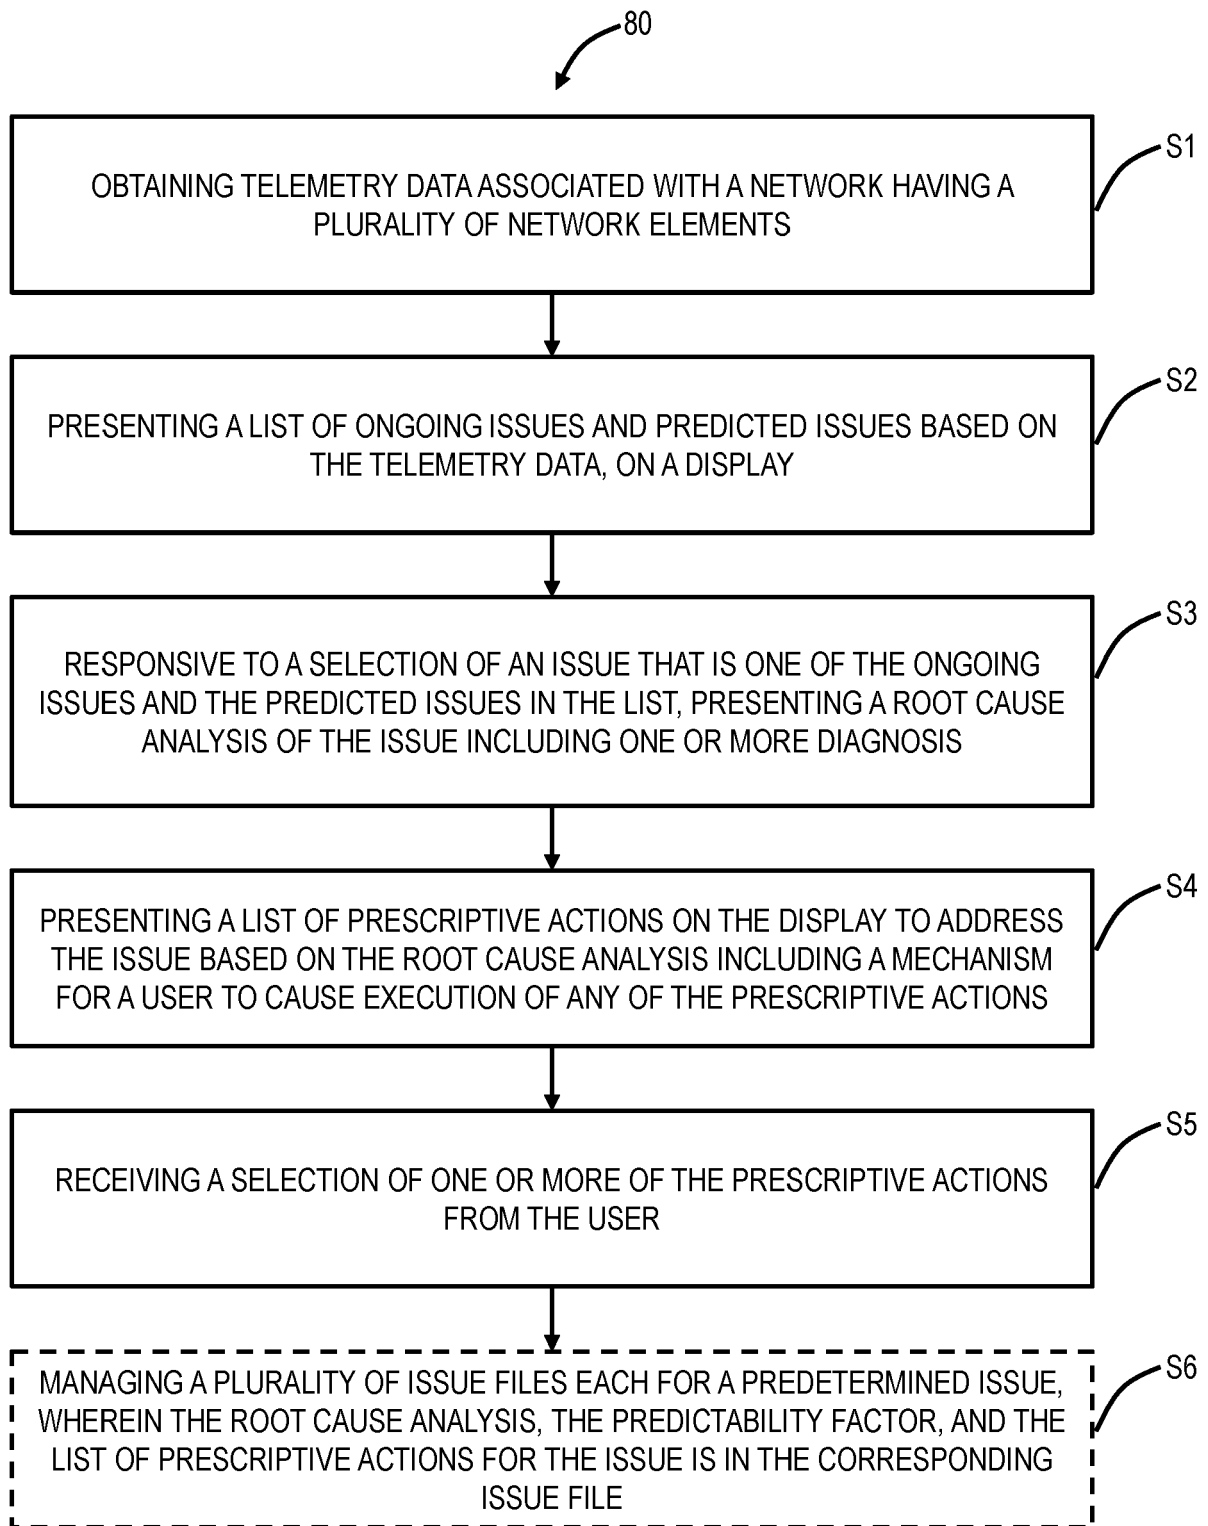 80
S1
OBTAINING TELEMETRY DATA ASSOCIATED WITH A NETWORK HAVING A
PLURALITY OF NETWORK ELEMENTS
S2
PRESENTING A LIST OF ONGOING ISSUES AND PREDICTED ISSUES BASED ON
THE TELEMETRY DATA, ON A DISPLAY
S3
RESPONSIVE TO A SELECTION OF AN ISSUE THAT IS ONE OF THE ONGOING
ISSUES AND THE PREDICTED ISSUES IN THE LIST, PRESENTING A ROOT CAUSE
ANALYSIS OF THE ISSUE INCLUDING ONE OR MORE DIAGNOSIS
S4
PRESENTING A LIST OF PRESCRIPTIVE ACTIONS ON THE DISPLAY TO ADDRESS
THE ISSUE BASED ON THE ROOT CAUSE ANALYSIS INCLUDING A MECHANISM
FOR A USER TO CAUSE EXECUTION OF ANY OF THE PRESCRIPTIVE ACTIONS
S5
RECEIVING A SELECTION OF ONE OR MORE OF THE PRESCRIPTIVE ACTIONS
FROM THE USER
S6
MANAGING A PLURALITY OF ISSUE FILES EACH FOR A PREDETERMINED ISSUE,
WHEREIN THE ROOT CAUSE ANALYSIS, THE PREDICTABILITY FACTOR, AND THE
LIST OF PRESCRIPTIVE ACTIONS FOR THE ISSUE IS IN THE CORRESPONDING
ISSUE FILE